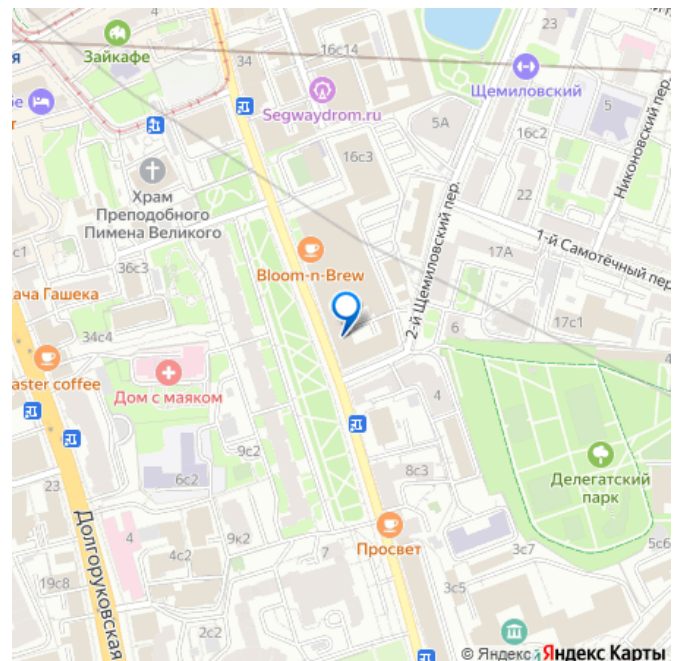 23
Зайкафе
34
16с14
Щемиловский
Segwaydrom.ru
5А
5
16с2
16с3
Никоновский пер.
Храм
Преподобного
Пимена Великого
22
2-й Щемиловский пер.
1-й Самотёчный пер.
с1
36с3
17А
Bloom-n-Brew
ача Гашека
34с4
6
17с1
4
aster coffee
Дом с маяком
4
9с2
8с3
Делегатский
парк
6с2
23
Долгоруковская
4
9к2
Просвет
4с2
7
3с7
5с6
19с8
3с5
2с2
© Яндекс
Яндекс Карты